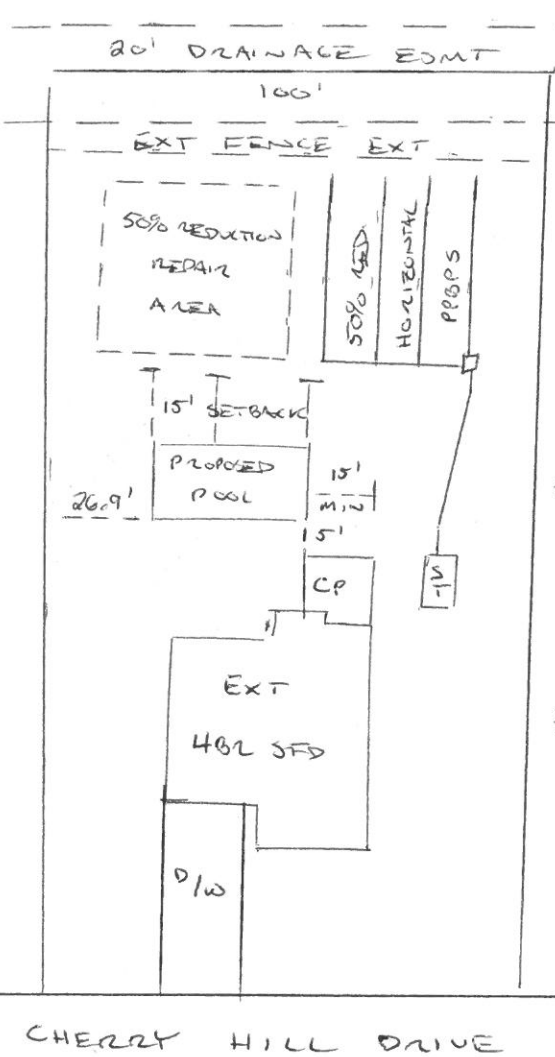 20' DRAINAGE ESMT
100'
EXT FENCE EXT
50% REDUCTION
REPAIR
AREA
50% RED.
HORIZONTAL
PPBPS
15' SETBACK
PROPOSED
POOL
26.9'
15'
MIN
15'
CP
ST
EXT
4BR SFD
D/W
CHERRY HILL DRIVE